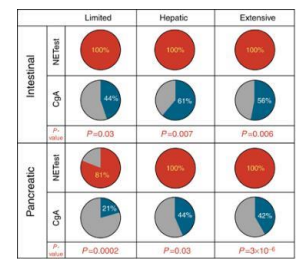 Limited Hepatic Extensive
Intestinal
NETest
100% 100% 100%
CgA
44% 61% 56%
P-value
P=0.03 P=0.007 P=0.006
Pancreatic
NETest
81% 100% 100%
CgA
21% 44% 42%
P-value
P=0.0002 P=0.03 P=3×10⁻⁶